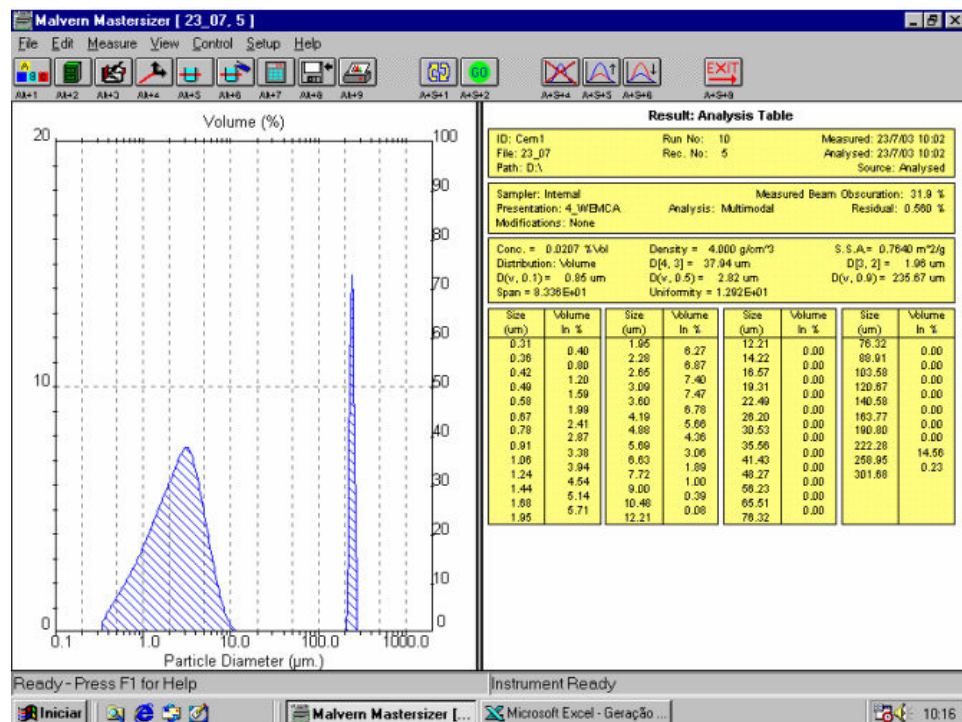 Malvern Mastersizer [ 23_07, 5 ]
File Edit Measure View Control Setup Help
EXIT
GO
Alt+1 Alt+2 Alt+3 Alt+4 Alt+5 Alt+6 Alt+7 Alt+8 Alt+9 A+S+1 A+S+2 A+S+4 A+S+5 A+S+6 A+S+8
Volume (%)
20 100
90
80
70
60
10 50
40
30
20
10
0 0
0.1 1.0 10.0 100.0 1000.0
Particle Diameter (µm.)
Result: Analysis Table
ID: Cem1 Run No: 10 Measured: 23/7/03 10:02
File: 23_07 Rec. No: 5 Analysed: 23/7/03 10:02
Path: D:\ Source: Analysed
Sampler: Internal Measured Beam Obscuration: 31.9 %
Presentation: 4_WEMCA Analysis: Multimodal Residual: 0.560 %
Modifications: None
Conc. = 0.0207 %Vol Density = 4.000 g/cm^3 S.S.A.= 0.7640 m^2/g
Distribution: Volume D[4, 3] = 37.94 um D[3, 2] = 1.96 um
D(v, 0.1) = 0.85 um D(v, 0.5) = 2.82 um D(v, 0.9) = 235.67 um
Span = 8.336E+01 Uniformity = 1.292E+01
Size Volume Size Volume Size Volume Size Volume
(um) In % (um) In % (um) In % (um) In %
0.31 1.95 12.21 76.32
0.40 6.27 0.00 0.00
0.36 2.28 14.22 88.91
0.80 6.87 0.00 0.00
0.42 2.65 16.57 103.58
1.20 7.40 0.00 0.00
0.49 3.09 19.31 120.67
1.59 7.47 0.00 0.00
0.58 3.60 22.49 140.58
1.99 6.78 0.00 0.00
0.67 4.19 26.20 163.77
2.41 5.66 0.00 0.00
0.78 4.88 30.53 190.80
2.87 4.36 0.00 0.00
0.91 5.69 35.56 222.28
3.38 3.06 0.00 14.56
1.06 6.63 41.43 258.95
3.94 1.89 0.00 0.23
1.24 7.72 48.27 301.68
4.54 1.00 0.00
1.44 9.00 56.23
5.14 0.39 0.00
1.68 10.48 65.51
5.71 0.08 0.00
1.95 12.21 76.32
Ready - Press F1 for Help Instrument Ready
Iniciar Malvern Mastersizer [... Microsoft Excel - Geração ... 10:16